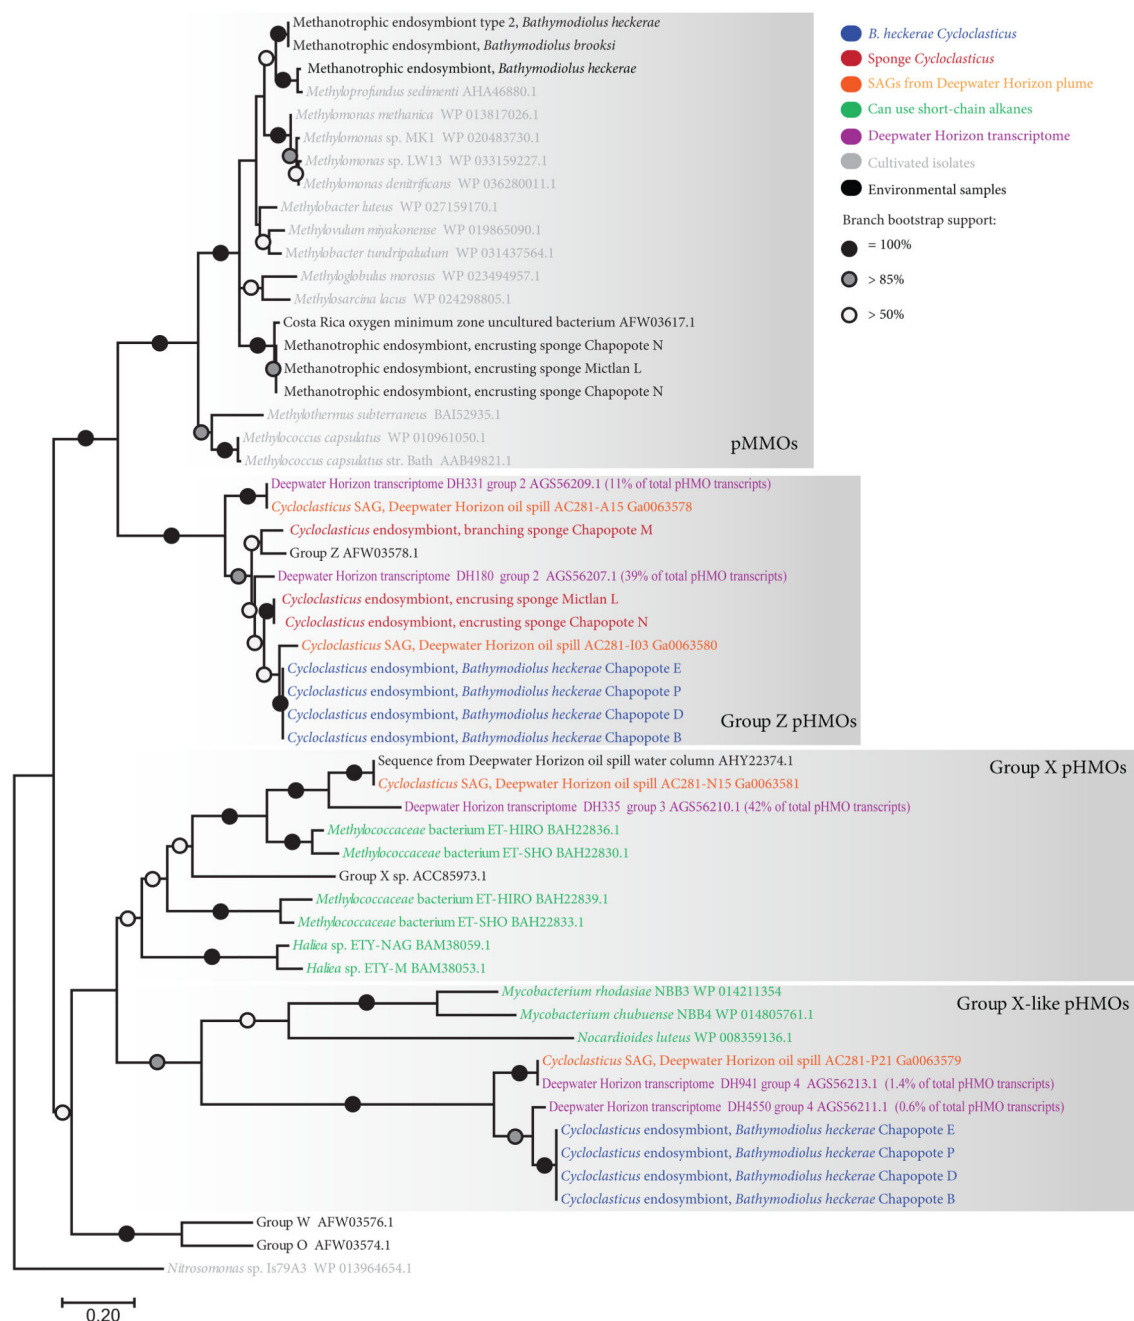 Methanotrophic endosymbiont type 2, Bathymodiolus heckerae
Methanotrophic endosymbiont, Bathymodiolus brooksi
Methanotrophic endosymbiont, Bathymodiolus heckerae
Methyloprofundus sedimenti AHA46880.1
Methylomonas methanica WP 013817026.1
Methylomonas sp. MK1 WP 020483730.1
Methylomonas sp. LW13 WP 033159227.1
Methylomonas denitrificans WP 036280011.1
Methylobacter luteus WP 027159170.1
Methylovulum miyakonense WP 019865090.1
Methylobacter tundripaludum WP 031437564.1
Methyloglobulus morosus WP 023494957.1
Methylosarcina lacus WP 024298805.1
Costa Rica oxygen minimum zone uncultured bacterium AFW03617.1
Methanotrophic endosymbiont, encrusting sponge Chapopote N
Methanotrophic endosymbiont, encrusting sponge Mictlan L
Methanotrophic endosymbiont, encrusting sponge Chapopote N
Methylothermus subterraneus BAI52935.1
Methylococcus capsulatus WP 010961050.1
Methylococcus capsulatus str. Bath AAB49821.1
pMMOs
B. heckerae Cycloclasticus
Sponge Cycloclasticus
SAGs from Deepwater Horizon plume
Can use short-chain alkanes
Deepwater Horizon transcriptome
Cultivated isolates
Environmental samples
Branch bootstrap support:
= 100%
> 85%
> 50%
Deepwater Horizon transcriptome DH331 group 2 AGS56209.1 (11% of total pHMO transcripts)
Cycloclasticus SAG, Deepwater Horizon oil spill AC281-A15 Ga0063578
Cycloclasticus endosymbiont, branching sponge Chapopote M
Group Z AFW03578.1
Deepwater Horizon transcriptome DH180 group 2 AGS56207.1 (39% of total pHMO transcripts)
Cycloclasticus endosymbiont, encrusing sponge Mictlan L
Cycloclasticus endosymbiont, encrusting sponge Chapopote N
Cycloclasticus SAG, Deepwater Horizon oil spill AC281-I03 Ga0063580
Cycloclasticus endosymbiont, Bathymodiolus heckerae Chapopote E
Cycloclasticus endosymbiont, Bathymodiolus heckerae Chapopote P
Cycloclasticus endosymbiont, Bathymodiolus heckerae Chapopote D
Cycloclasticus endosymbiont, Bathymodiolus heckerae Chapopote B
Group Z pHMOs
Sequence from Deepwater Horizon oil spill water column AHY22374.1
Cycloclasticus SAG, Deepwater Horizon oil spill AC281-N15 Ga0063581
Deepwater Horizon transcriptome DH335 group 3 AGS56210.1 (42% of total pHMO transcripts)
Methylococcaceae bacterium ET-HIRO BAH22836.1
Methylococcaceae bacterium ET-SHO BAH22830.1
Group X sp. ACC85973.1
Methylococcaceae bacterium ET-HIRO BAH22839.1
Methylococcaceae bacterium ET-SHO BAH22833.1
Haliea sp. ETY-NAG BAM38059.1
Haliea sp. ETY-M BAM38053.1
Group X pHMOs
Mycobacterium rhodasiae NBB3 WP 014211354
Mycobacterium chubuense NBB4 WP 014805761.1
Nocardioides luteus WP 008359136.1
Cycloclasticus SAG, Deepwater Horizon oil spill AC281-P21 Ga0063579
Deepwater Horizon transcriptome DH941 group 4 AGS56213.1 (1.4% of total pHMO transcripts)
Deepwater Horizon transcriptome DH4550 group 4 AGS56211.1 (0.6% of total pHMO transcripts)
Cycloclasticus endosymbiont, Bathymodiolus heckerae Chapopote E
Cycloclasticus endosymbiont, Bathymodiolus heckerae Chapopote P
Cycloclasticus endosymbiont, Bathymodiolus heckerae Chapopote D
Cycloclasticus endosymbiont, Bathymodiolus heckerae Chapopote B
Group X-like pHMOs
Group W AFW03576.1
Group O AFW03574.1
Nitrosomonas sp. Is79A3 WP 013964654.1
0.20